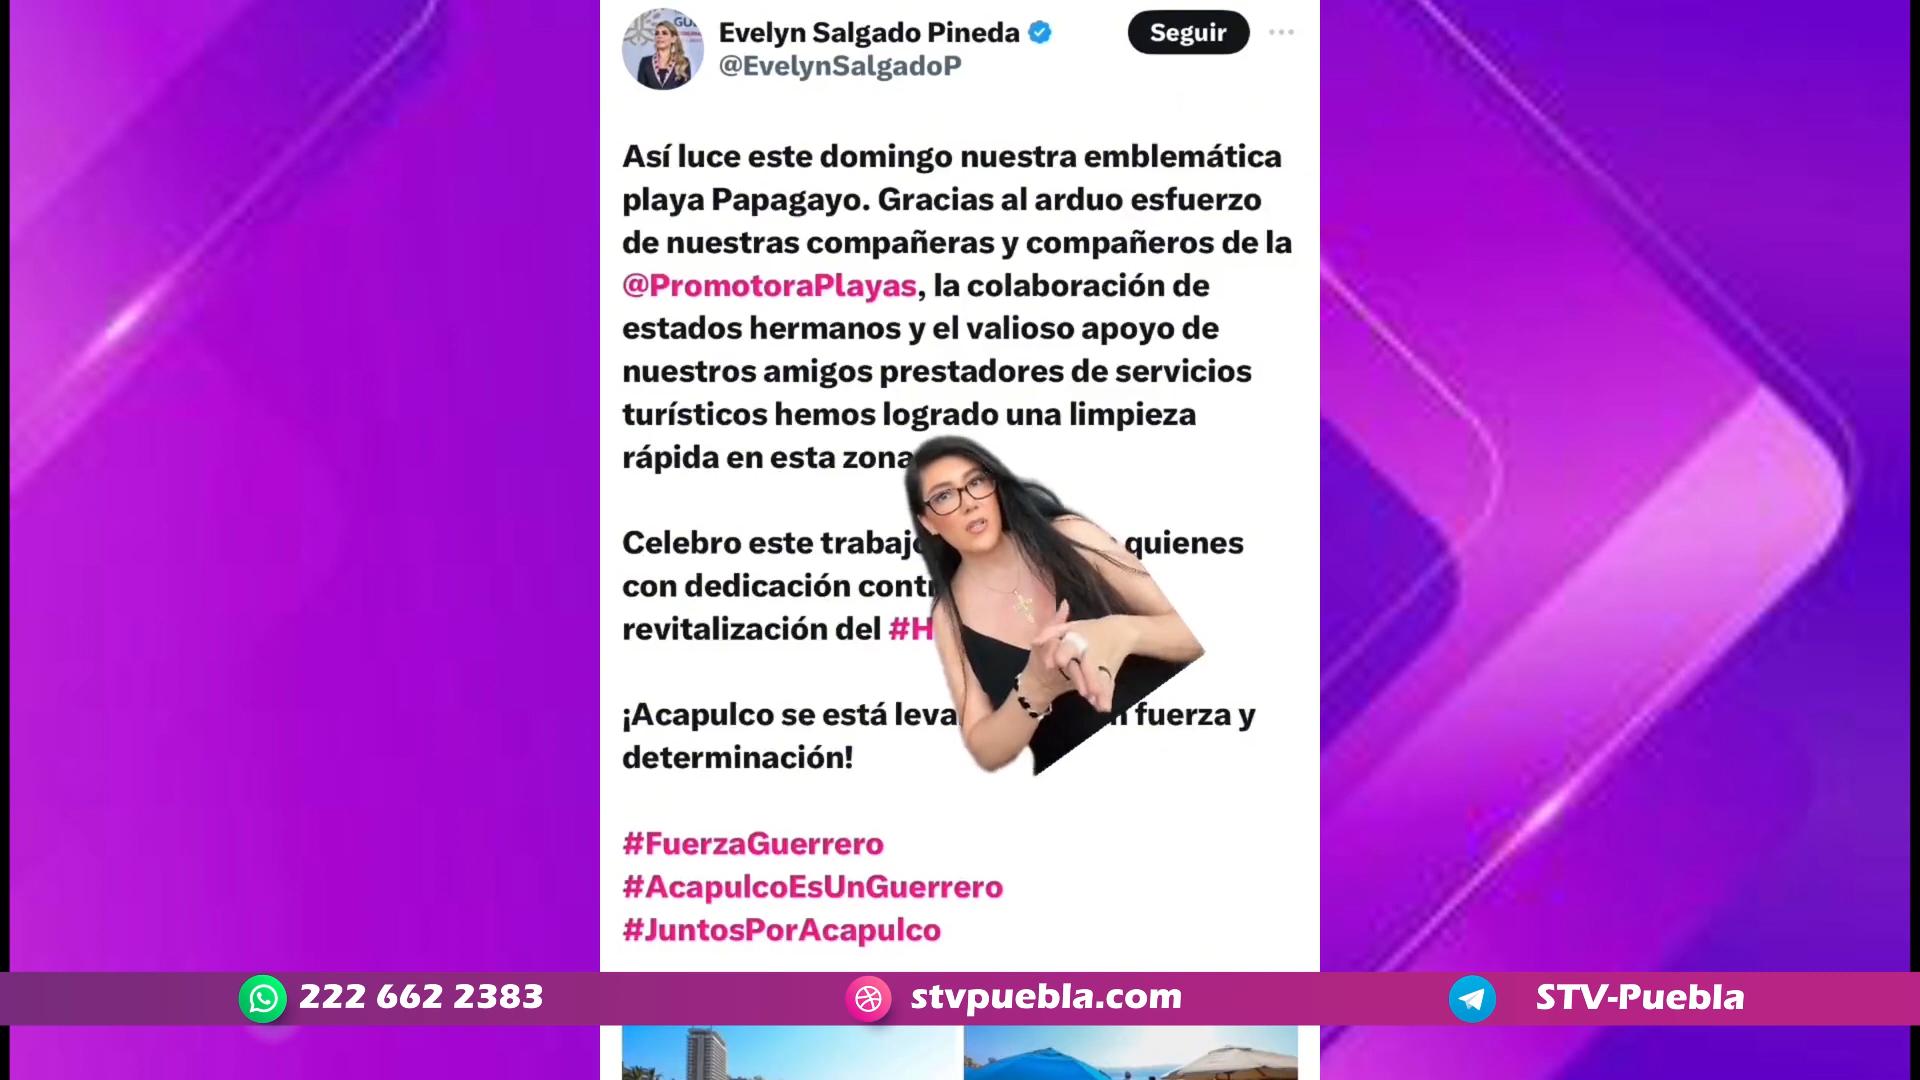 Evelyn Salgado Pineda
Seguir
@EvelynSalgadoP
Así luce este domingo nuestra emblemática
playa Papagayo. Gracias al arduo esfuerzo
de nuestras compañeras y compañeros de la
@PromotoraPlayas, la colaboración de
estados hermanos y el valioso apoyo de
nuestros amigos prestadores de servicios
turísticos hemos logrado una limpieza
rápida en esta zona
Celebro este trabajo quienes
con dedicación
revitalización del
¡Acapulco se está fuerza y
determinación!
#FuerzaGuerrero
#AcapulcoEsUnGuerrero
#JuntosPorAcapulco
222 662 2383
stvpuebla.com
STV-Puebla